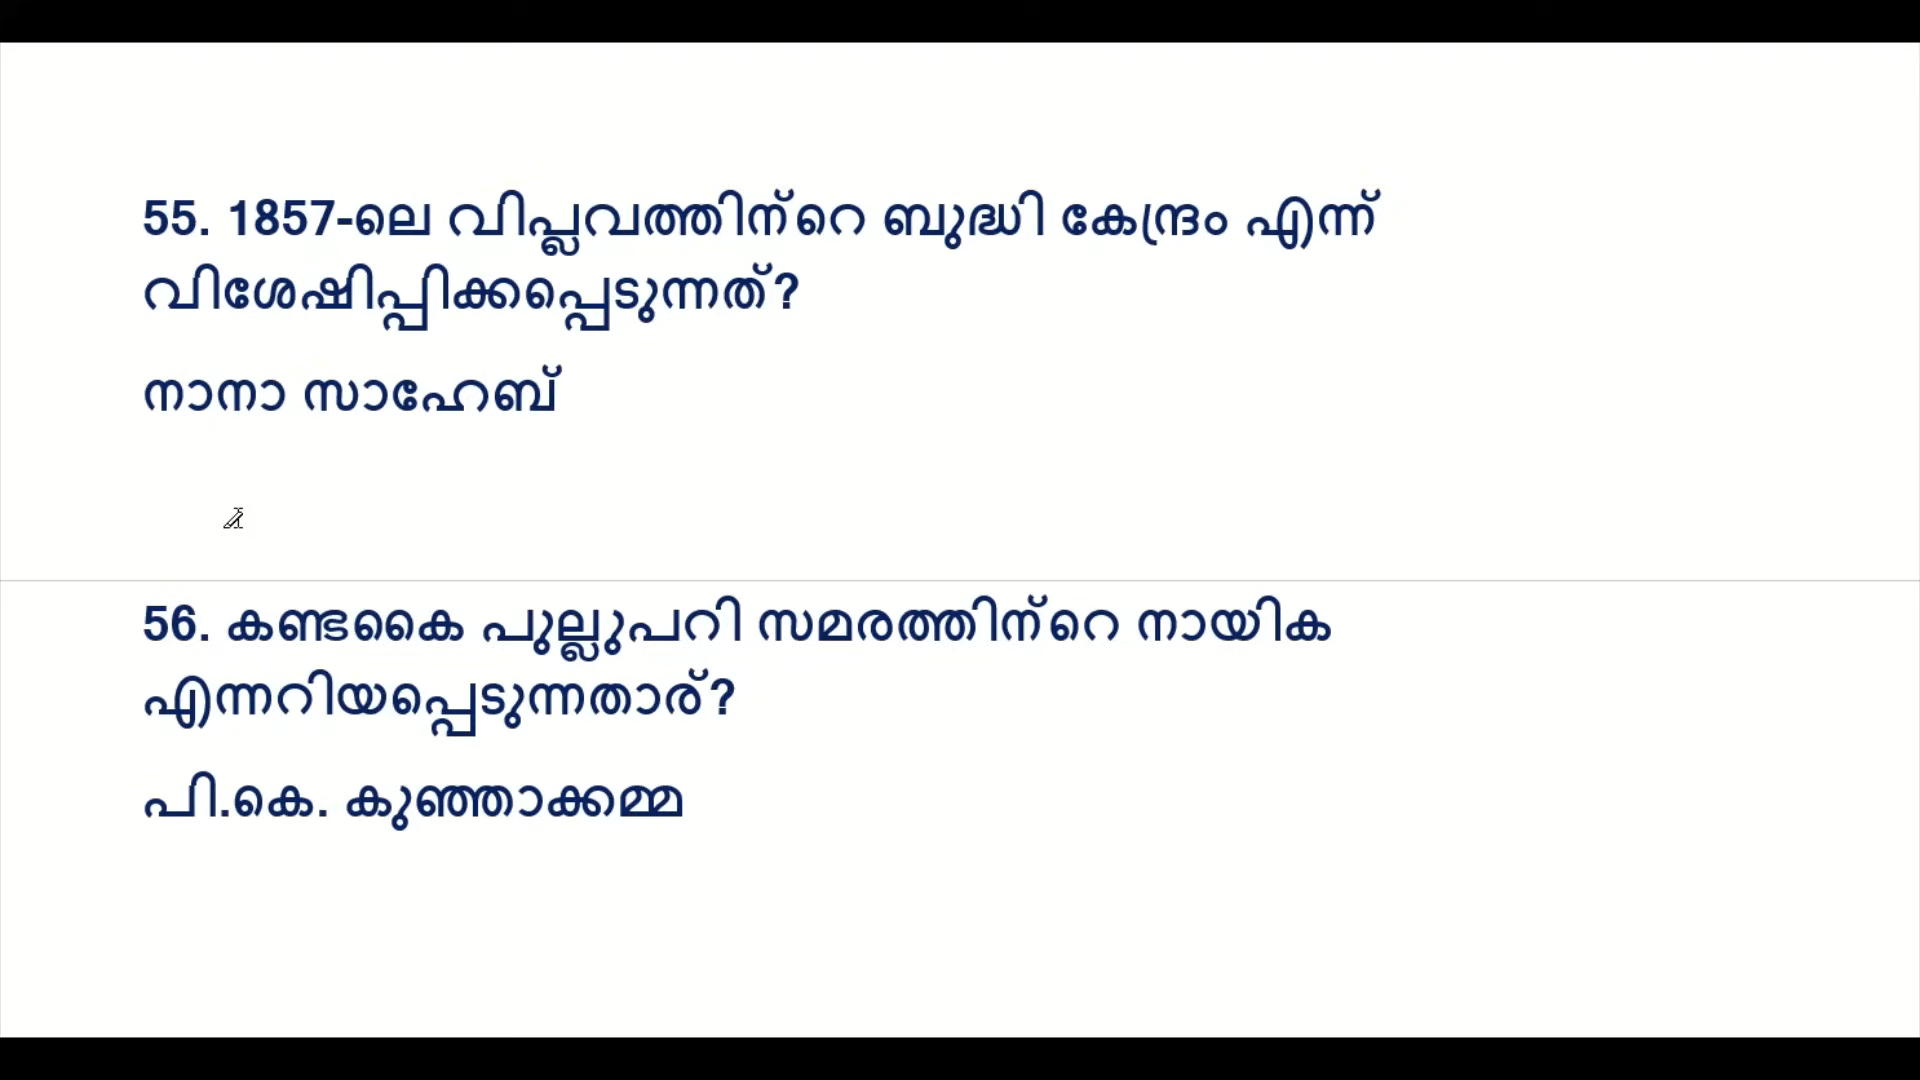 55. 1857-ലെ വിപ്ലവത്തിന്‌റെ ബുദ്ധി കേന്ദ്രം എന്ന്
വിശേഷിപ്പിക്കപ്പെടുന്നത്?
നാനാ സാഹേബ്
56. കണ്ടകൈ പുല്ലുപറി സമരത്തിന്‌റെ നായിക
എന്നറിയപ്പെടുന്നതാര്?
പി.കെ. കുഞ്ഞാക്കമ്മ